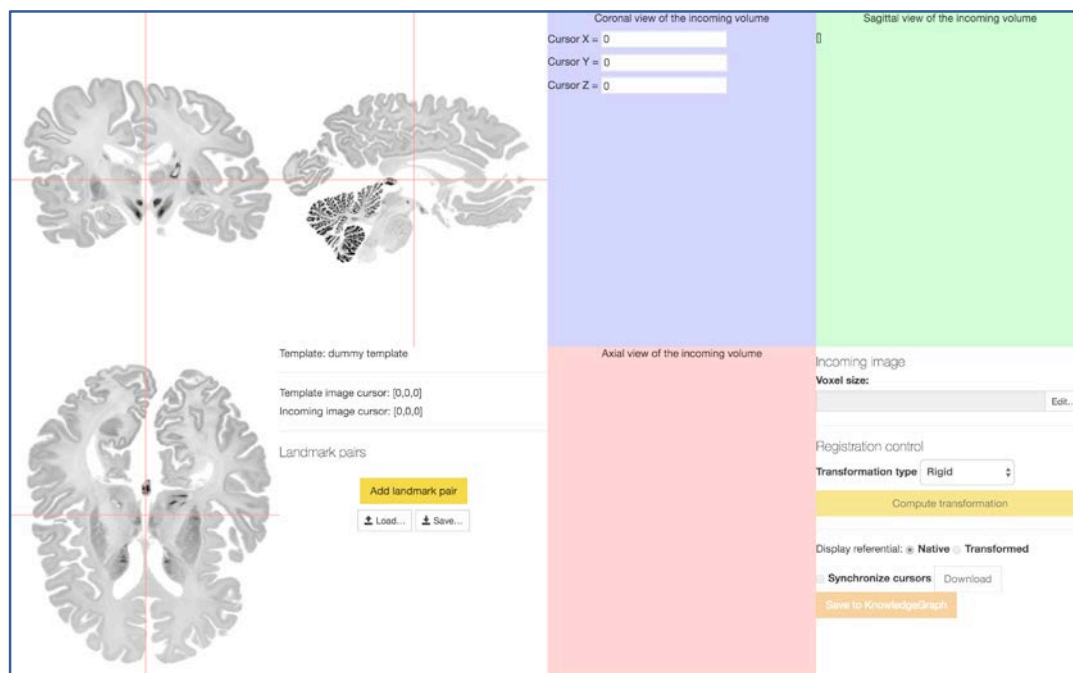 Coronal view of the incoming volume
Cursor X = 0
Cursor Y = 0
Cursor Z = 0
Sagittal view of the incoming volume
[]
Template: dummy template
Template image cursor: [0,0,0]
Incoming image cursor: [0,0,0]
Landmark pairs
Add landmark pair
Load... Save...
Axial view of the incoming volume
Incoming image
Voxel size:
Edit...
Registration control
Transformation type Rigid
Compute transformation
Display referential: Native Transformed
Synchronize cursors Download
Save to KnowledgeGraph